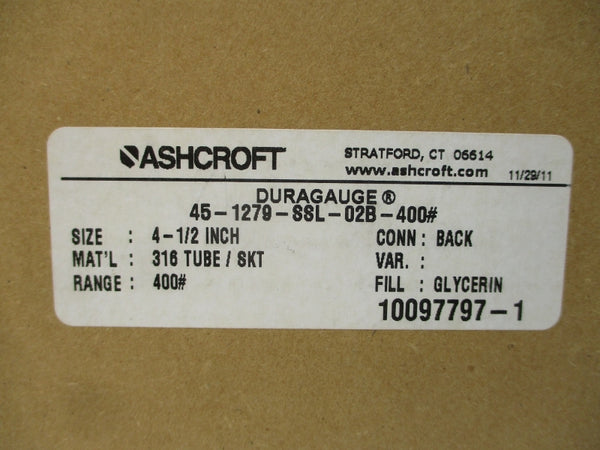 ASHCROFT
STRATFORD, CT 06614
www.ashcroft.com 11/29/11
DURAGAUGE ®
45-1279-SSL-02B-400#
SIZE : 4-1/2 INCH CONN : BACK
MAT'L : 316 TUBE / SKT VAR. :
RANGE : 400# FILL : GLYCERIN
10097797-1